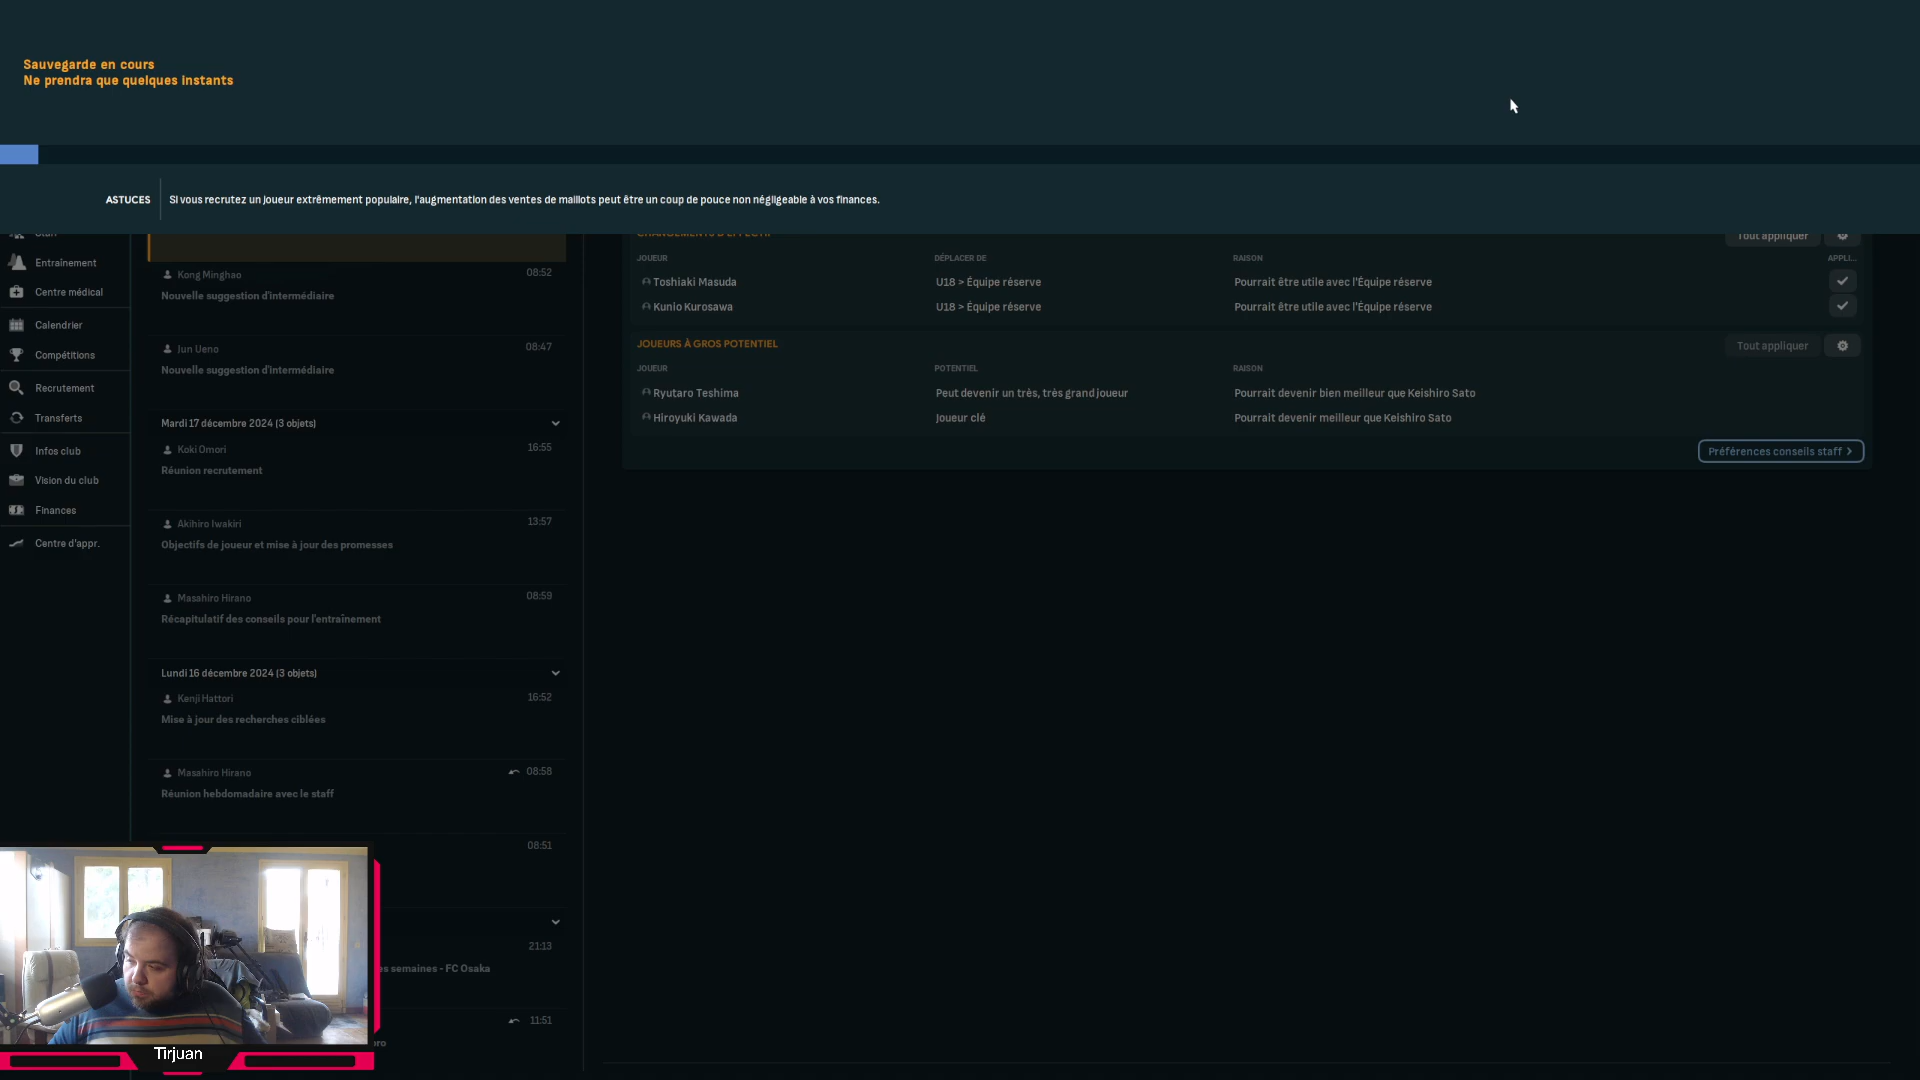 Sauvegarde en cours
Ne prendra que quelques instants
ASTUCES
Si vous recrutez un joueur extrêmement populaire, l'augmentation des ventes de maillots peut être un coup de pouce non négligeable à vos finances.
Entraînement
Centre médical
Calendrier
Compétitions
Recrutement
Transferts
Infos club
Vision du club
Finances
Centre d'appr.
Kong Minghao 08:52
Nouvelle suggestion d'intermédiaire
Jun Ueno 08:47
Nouvelle suggestion d'intermédiaire
Mardi 17 décembre 2024 (3 objets)
Koki Omori 16:55
Réunion recrutement
Akihiro Iwakiri 13:57
Objectifs de joueur et mise à jour des promesses
Masahiro Hirano 08:59
Récapitulatif des conseils pour l'entraînement
Lundi 16 décembre 2024 (3 objets)
Kenji Hattori 16:52
Mise à jour des recherches ciblées
Masahiro Hirano 08:58
Réunion hebdomadaire avec le staff
08:51
21:13
semaines - FC Osaka
11:51
Tout appliquer
JOUEUR DÉPLACER DE RAISON APPLI...
Toshiaki Masuda U18 > Équipe réserve Pourrait être utile avec l'Équipe réserve
Kunio Kurosawa U18 > Équipe réserve Pourrait être utile avec l'Équipe réserve
JOUEURS À GROS POTENTIEL Tout appliquer
JOUEUR POTENTIEL RAISON
Ryutaro Teshima Peut devenir un très, très grand joueur Pourrait devenir bien meilleur que Keishiro Sato
Hiroyuki Kawada Joueur clé Pourrait devenir meilleur que Keishiro Sato
Préférences conseils staff
Tirjuan